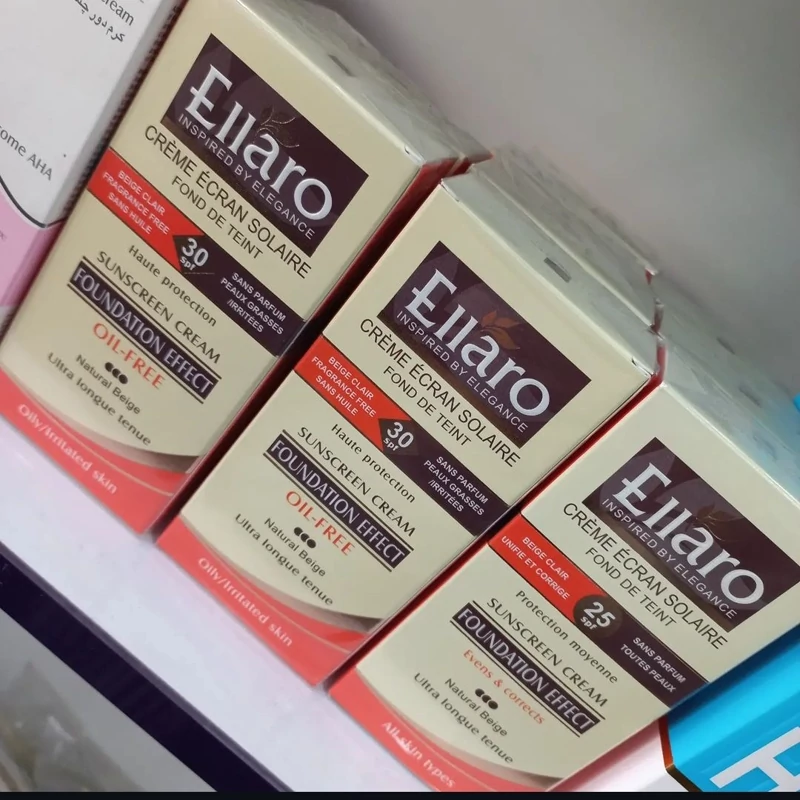 eam
کرم دور چش
ome AHA
Ellaro
INSPIRED BY ELEGANCE
CRÈME ÉCRAN SOLAIRE
FOND DE TEINT
BEIGE CLAIR
FRAGRANCE FREE
SANS HUILE
30
spf
SANS PARFUM
PEAUX GRASSES
/IRRITÉES
Haute protection
SUNSCREEN CREAM
FOUNDATION EFFECT
OIL-FREE
Natural Beige
Ultra longue tenue
Oily/Irritated skin
Ellaro
INSPIRED BY ELEGANCE
CRÈME ÉCRAN SOLAIRE
FOND DE TEINT
BEIGE CLAIR
FRAGRANCE FREE
SANS HUILE
30
spf
SANS PARFUM
PEAUX GRASSES
/IRRITÉES
Haute protection
SUNSCREEN CREAM
FOUNDATION EFFECT
OIL-FREE
Natural Beige
Ultra longue tenue
Oily/Irritated skin
Ellaro
INSPIRED BY ELEGANCE
CRÈME ÉCRAN SOLAIRE
FOND DE TEINT
BEIGE CLAIR
UNIFIE ET CORRIGE
25
spf
SANS PARFUM
TOUTES PEAUX
Protection moyenne
SUNSCREEN CREAM
FOUNDATION EFFECT
Evens & corrects
Natural Beige
Ultra longue tenue
All skin types